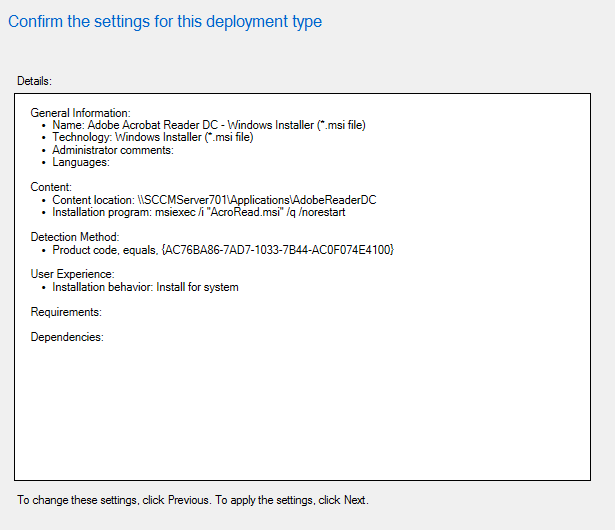 Confirm the settings for this deployment type
Details:
General Information:
• Name: Adobe Acrobat Reader DC - Windows Installer (*.msi file)
• Technology: Windows Installer (*.msi file)
• Administrator comments:
• Languages:
Content:
• Content location: \\SCCMServer701\Applications\AdobeReaderDC
• Installation program: msiexec /i "AcroRead.msi" /q /norestart
Detection Method:
• Product code, equals, {AC76BA86-7AD7-1033-7B44-AC0F074E4100}
User Experience:
• Installation behavior: Install for system
Requirements:
Dependencies:
To change these settings, click Previous. To apply the settings, click Next.